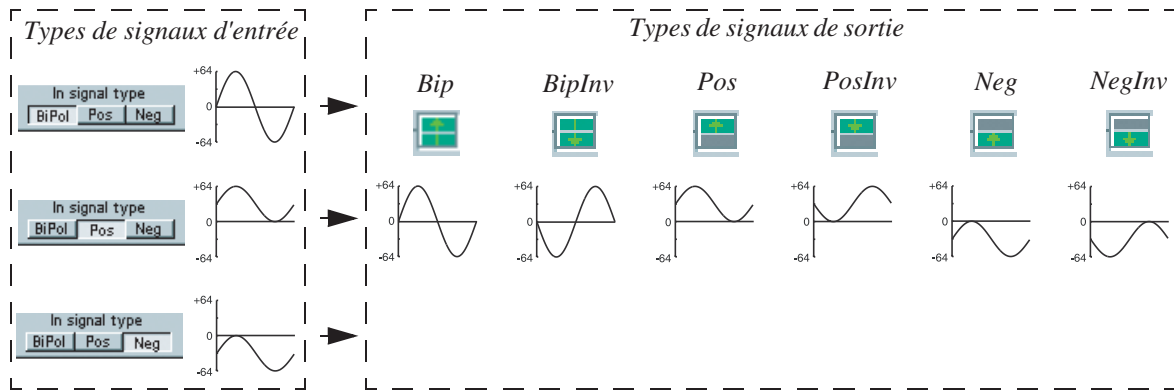 Types de signaux d'entrée
Types de signaux de sortie
In signal type
BiPol Pos Neg
+64
0
-64
Bip BipInv Pos PosInv Neg NegInv
In signal type
BiPol Pos Neg
+64
0
-64
+64 +64 +64 +64 +64 +64
0 0 0 0 0 0
-64 -64 -64 -64 -64 -64
In signal type
BiPol Pos Neg
+64
0
-64